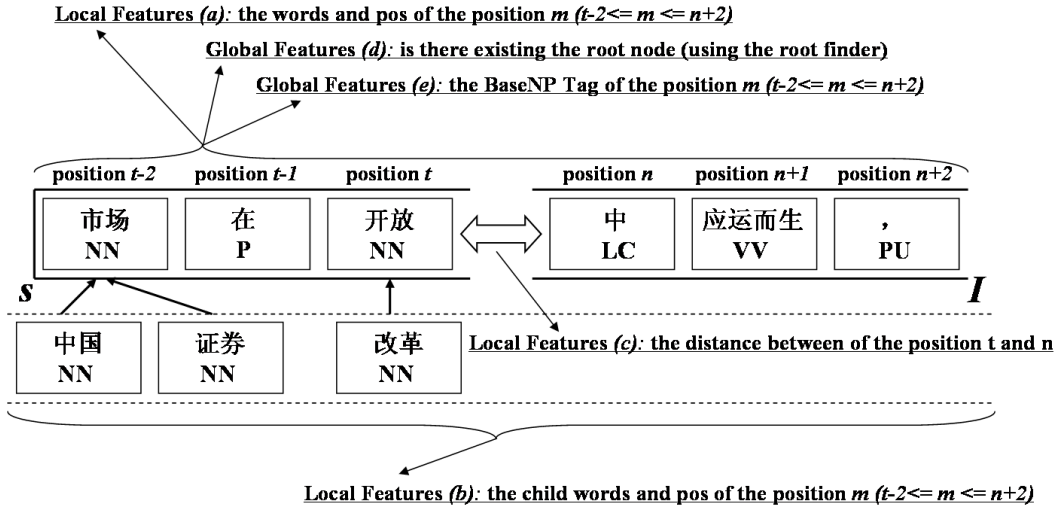 Local Features (a): the words and pos of the position m (t-2<= m <= n+2)
Global Features (d): is there existing the root node (using the root finder)
Global Features (e): the BaseNP Tag of the position m (t-2<= m <= n+2)
position t-2 position t-1 position t position n position n+1 position n+2
市场 在 开放 中 应运而生 ，
NN P NN LC VV PU
S I
中国 证券 改革
NN NN NN
Local Features (c): the distance between of the position t and n
Local Features (b): the child words and pos of the position m (t-2<= m <= n+2)